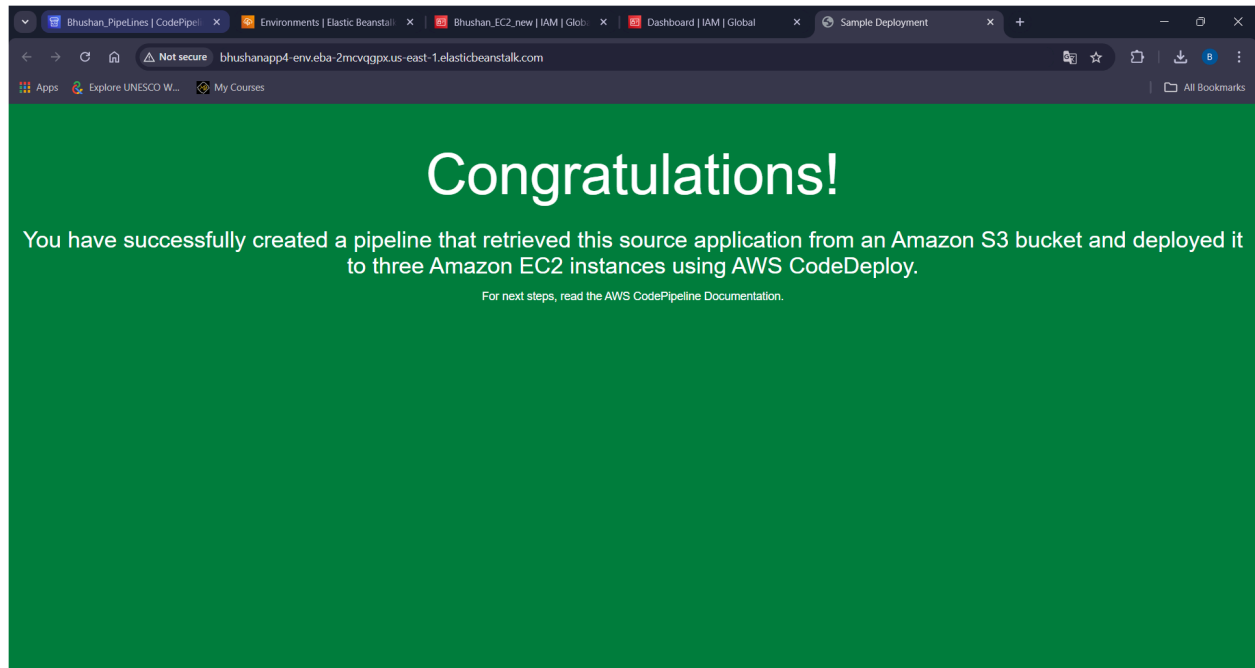 Bhushan_PipeLines | CodePipeli
Environments | Elastic Beanstalk
Bhushan_EC2_new | IAM | Globa
Dashboard | IAM | Global
Sample Deployment
Not secure
bhushanapp4-env.eba-2mcvqgpx.us-east-1.elasticbeanstalk.com
B
Apps
Explore UNESCO W...
My Courses
All Bookmarks
Congratulations!
You have successfully created a pipeline that retrieved this source application from an Amazon S3 bucket and deployed it
to three Amazon EC2 instances using AWS CodeDeploy.
For next steps, read the AWS CodePipeline Documentation.